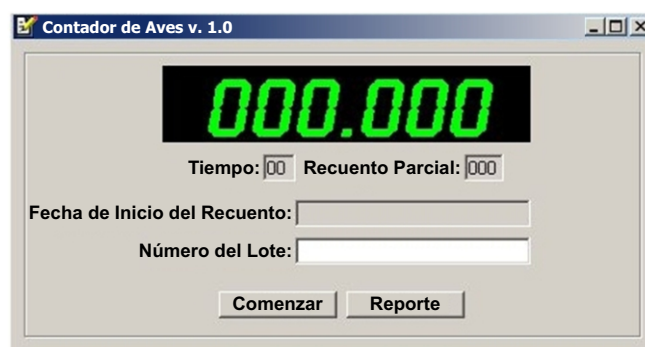 Contador de Aves v. 1.0
000.000
Tiempo: 00 Recuento Parcial: 000
Fecha de Inicio del Recuento:
Número del Lote:
Comenzar Reporte